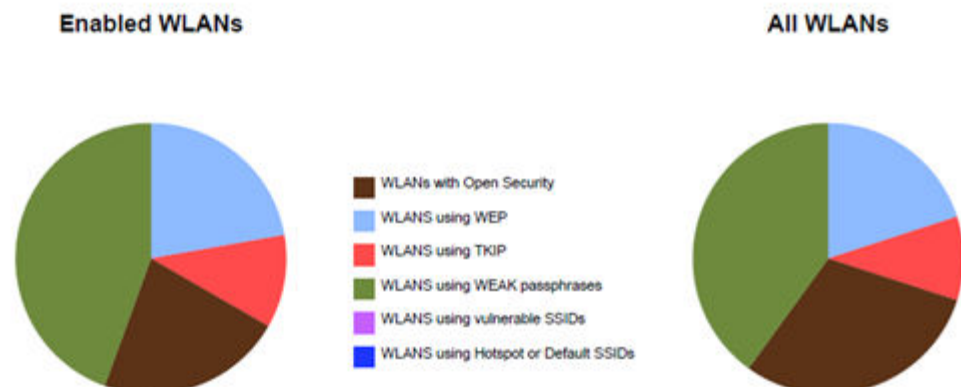 Enabled WLANs
All WLANs
WLANs with Open Security
WLANS using WEP
WLANS using TKIP
WLANS using WEAK passphrases
WLANS using vulnerable SSIDs
WLANS using Hotspot or Default SSIDs